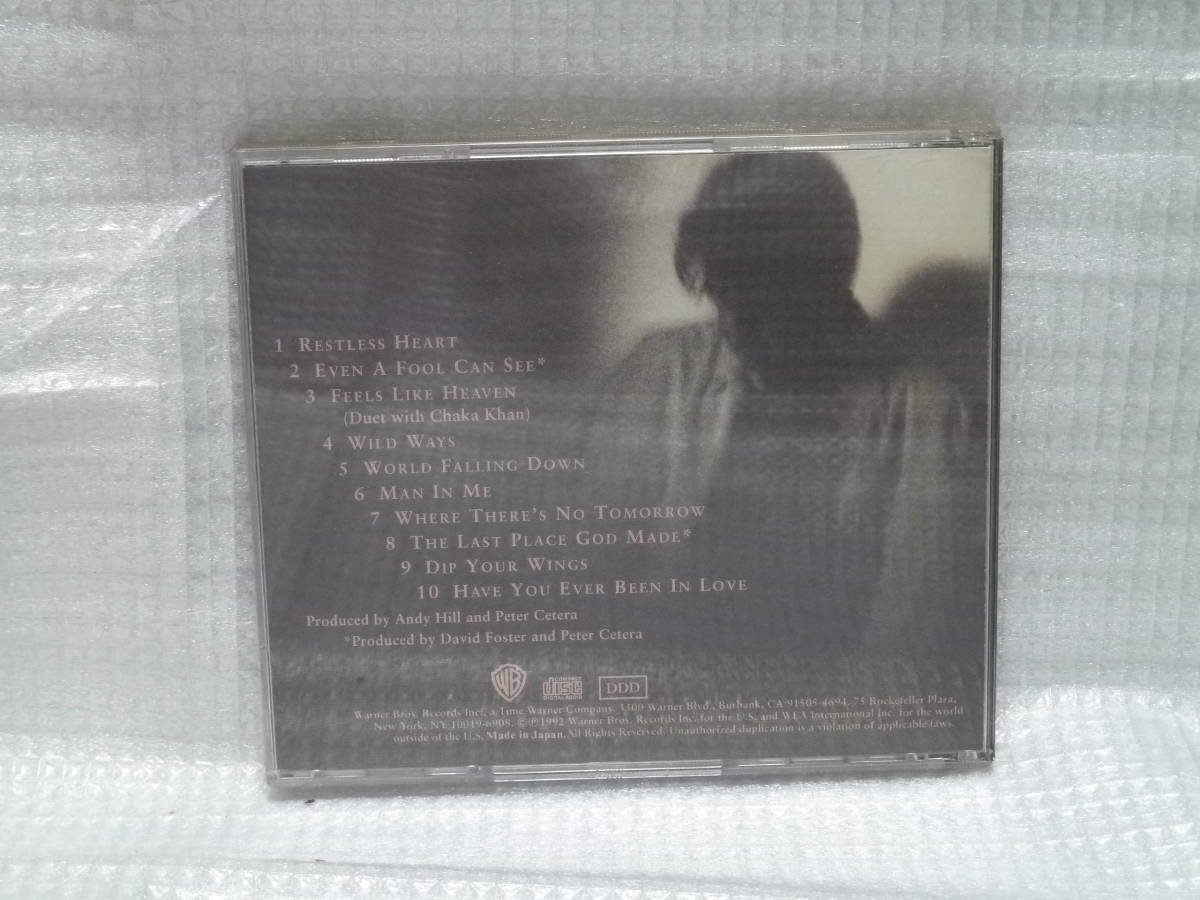 1 RESTLESS HEART
2 EVEN A FOOL CAN SEE*
3 FEELS LIKE HEAVEN
(Duet with Chaka Khan)
4 WILD WAYS
5 WORLD FALLING DOWN
6 MAN IN ME
7 WHERE THERE'S NO TOMORROW
8 THE LAST PLACE GOD MADE*
9 DIP YOUR WINGS
10 HAVE YOU EVER BEEN IN LOVE
Produced by Andy Hill and Peter Cetera
*Produced by David Foster and Peter Cetera
WB COMPACT disc DIGITAL AUDIO DDD
Warner Bros. Records Inc. a Time Warner Company. 3300 Warner Blvd., Burbank, CA 91505-4694. 75 Rockefeller Plaza,
New York, NY 10019-6908. ℗© 1992 Warner Bros. Records Inc. for the U.S. and WEA International Inc. for the world
outside of the U.S. Made in Japan. All Rights Reserved. Unauthorized duplication is a violation of applicable laws.